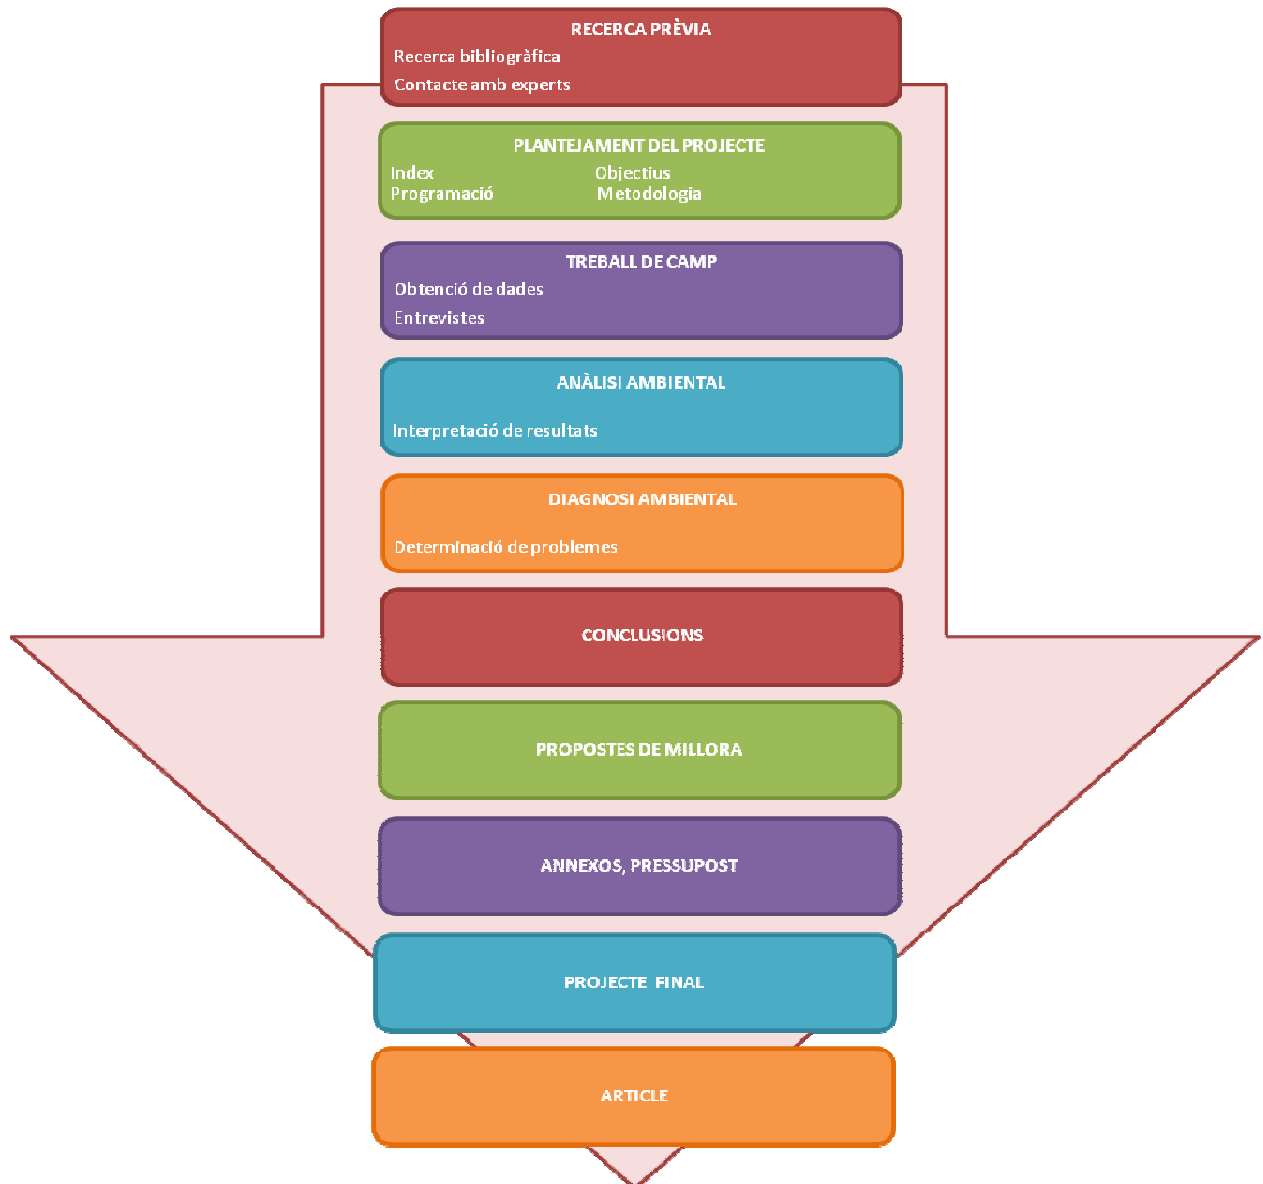 RECERCA PRÈVIA
Recerca bibliogràfica
Contacte amb experts
PLANTEJAMENT DEL PROJECTE
Index Objectius
Programació Metodologia
TREBALL DE CAMP
Obtenció de dades
Entrevistes
ANÀLISI AMBIENTAL
Interpretació de resultats
DIAGNOSI AMBIENTAL
Determinació de problemes
CONCLUSIONS
PROPOSTES DE MILLORA
ANNEXOS, PRESSUPOST
PROJECTE FINAL
ARTICLE